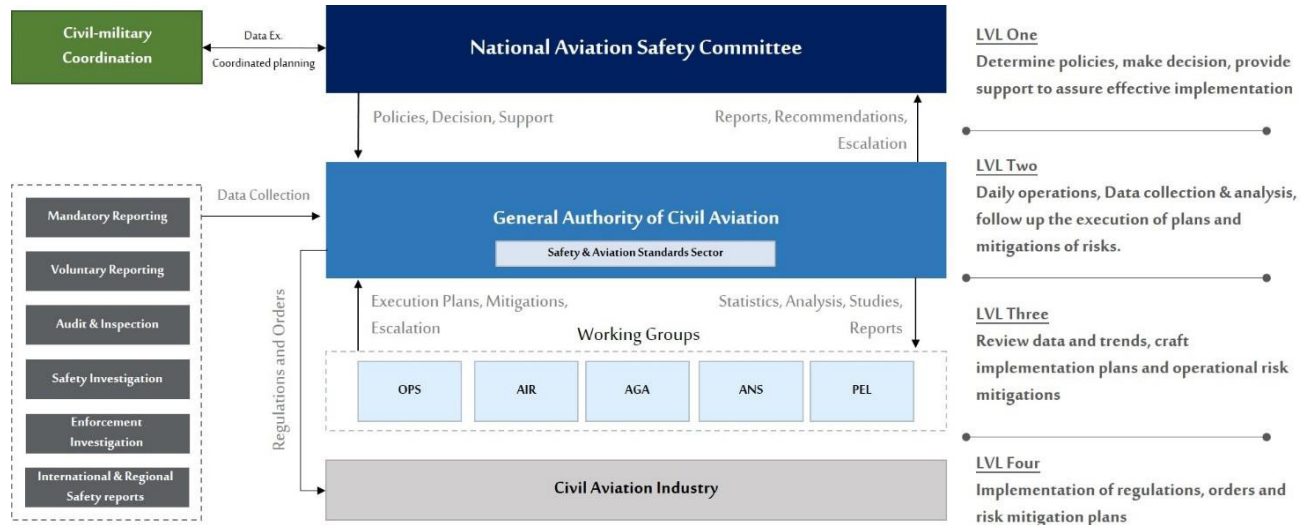 Civil-military
Coordination
Data Ex.
Coordinated planning
National Aviation Safety Committee
LVL One
Determine policies, make decision, provide
support to assure effective implementation
Policies, Decision, Support
Reports, Recommendations,
Escalation
LVL Two
Daily operations, Data collection & analysis,
follow up the execution of plans and
mitigations of risks.
Data Collection
General Authority of Civil Aviation
Safety & Aviation Standards Sector
Mandatory Reporting
Voluntary Reporting
Audit & Inspection
Safety Investigation
Enforcement
Investigation
International & Regional
Safety reports
Regulations and Orders
Execution Plans, Mitigations,
Escalation
Statistics, Analysis, Studies,
Reports
Working Groups
OPS
AIR
AGA
ANS
PEL
LVL Three
Review data and trends, craft
implementation plans and operational risk
mitigations
Civil Aviation Industry
LVL Four
Implementation of regulations, orders and
risk mitigation plans